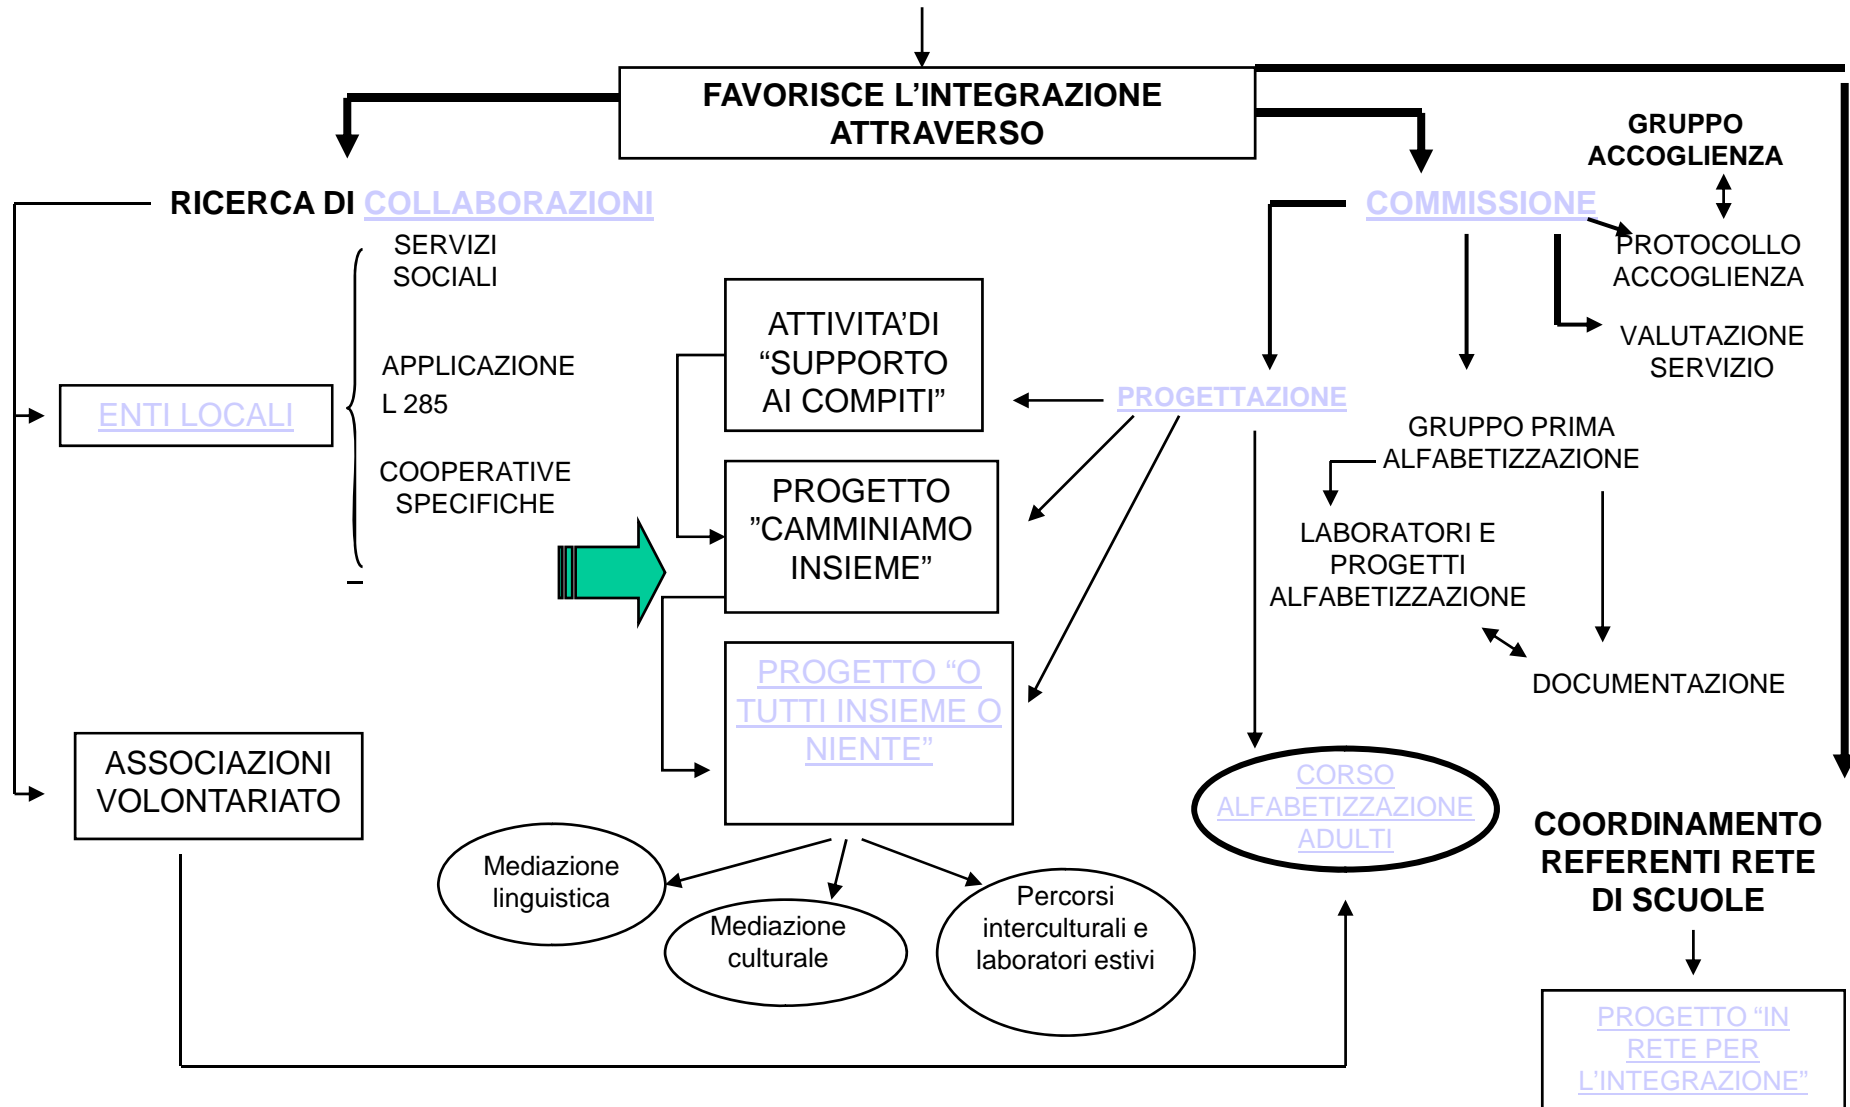 FAVORISCE L’INTEGRAZIONE
ATTRAVERSO
GRUPPO
ACCOGLIENZA
RICERCA DI COLLABORAZIONI
COMMISSIONE
SERVIZI
SOCIALI
PROTOCOLLO
ACCOGLIENZA
ATTIVITA’DI
“SUPPORTO
AI COMPITI”
VALUTAZIONE
SERVIZIO
APPLICAZIONE
L 285
ENTI LOCALI
PROGETTAZIONE
GRUPPO PRIMA
ALFABETIZZAZIONE
COOPERATIVE
SPECIFICHE
PROGETTO
”CAMMINIAMO
INSIEME”
LABORATORI E
PROGETTI
ALFABETIZZAZIONE
PROGETTO “O
TUTTI INSIEME O
NIENTE”
DOCUMENTAZIONE
ASSOCIAZIONI
VOLONTARIATO
CORSO
ALFABETIZZAZIONE
ADULTI
COORDINAMENTO
REFERENTI RETE
DI SCUOLE
Mediazione
linguistica
Mediazione
culturale
Percorsi
interculturali e
laboratori estivi
PROGETTO “IN
RETE PER
L’INTEGRAZIONE”